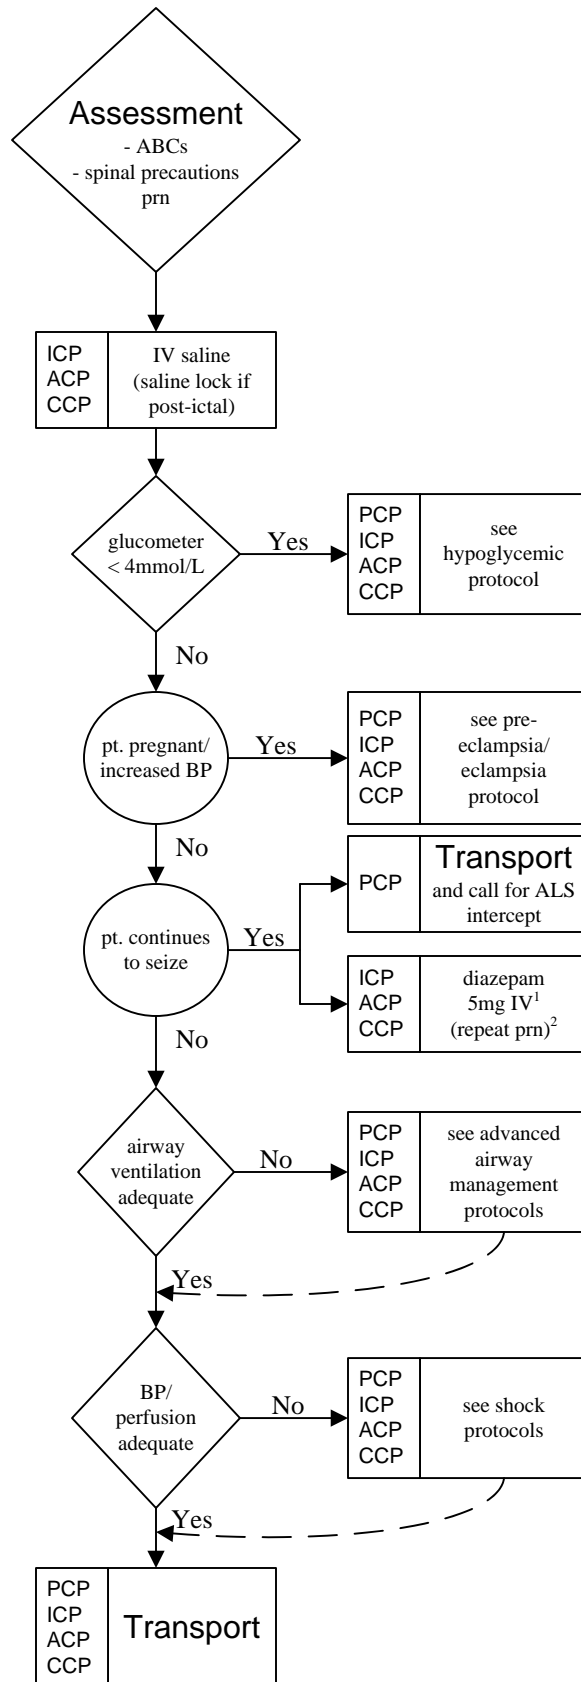 Assessment
- ABCs
- spinal precautions
prn
ICP
ACP
CCP
IV saline
(saline lock if
post-ictal)
glucometer
< 4mmol/L
Yes
PCP
ICP
ACP
CCP
see
hypoglycemic
protocol
No
pt. pregnant/
increased BP
Yes
PCP
ICP
ACP
CCP
see pre-
eclampsia/
eclampsia
protocol
No
pt. continues
to seize
Yes
PCP
Transport
and call for ALS
intercept
ICP
ACP
CCP
diazepam
5mg IV1
(repeat prn)2
No
airway
ventilation
adequate
No
PCP
ICP
ACP
CCP
see advanced
airway
management
protocols
Yes
BP/
perfusion
adequate
No
PCP
ICP
ACP
CCP
see shock
protocols
Yes
PCP
ICP
ACP
CCP
Transport